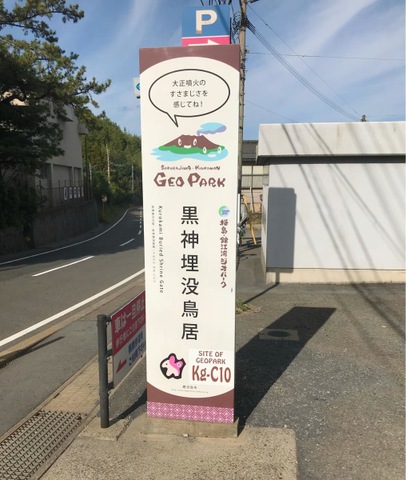 P
大正噴火の
すさまじさを
感じてね！
SAKURAJIMA-KINKOWAN
GEO PARK
黒神埋没鳥居
Kurokami Buried Shrine Gate
桜島・錦江湾ジオパーク
SITE OF
GEOPARK
Kg-C10